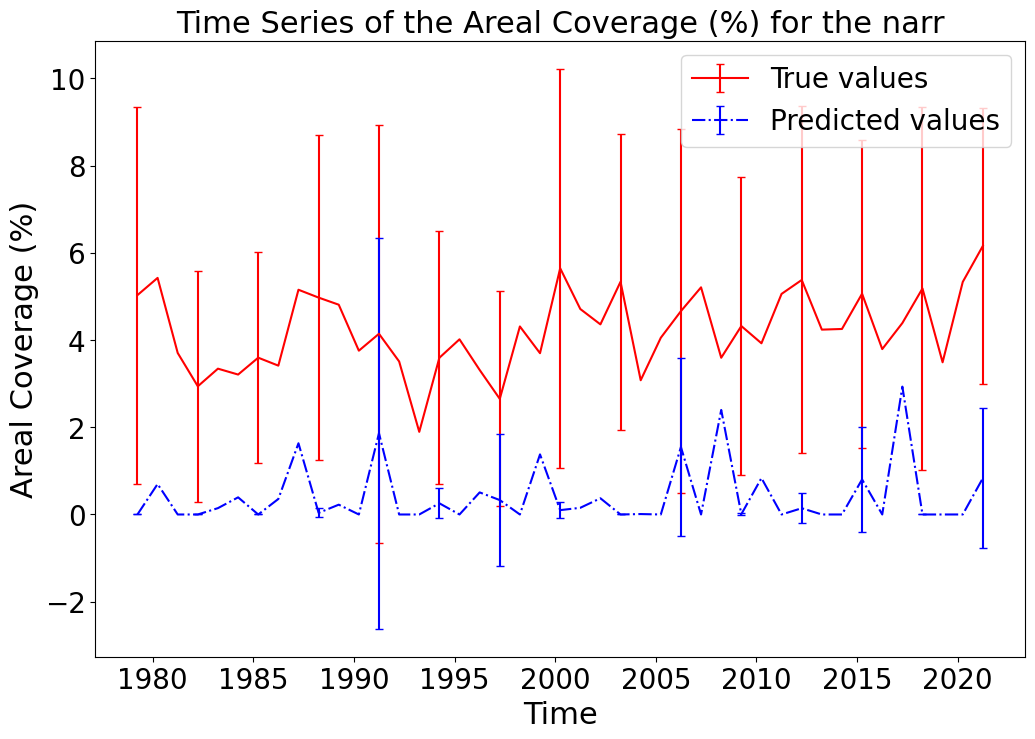 Time Series of the Areal Coverage (%) for the narr
True values
Predicted values
Areal Coverage (%)
10
8
6
4
2
0
−2
1980 1985 1990 1995 2000 2005 2010 2015 2020
Time